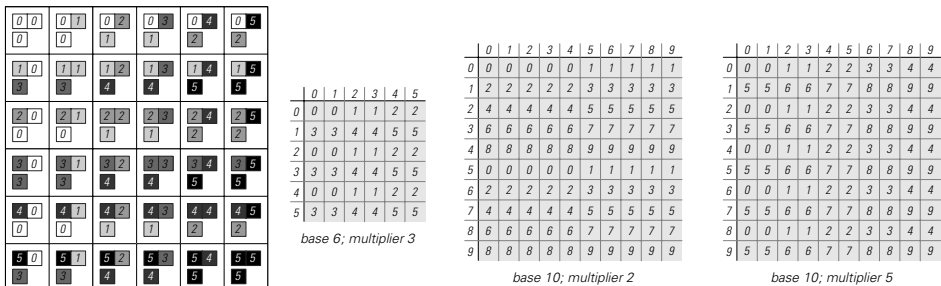 0 0 0 1 0 2 0 3 0 4 0 5
0 0 1 1 2 2
1 0 1 1 1 2 1 3 1 4 1 5
3 3 4 4 5 5
2 0 2 1 2 2 2 3 2 4 2 5
0 0 1 1 2 2
3 0 3 1 3 2 3 3 3 4 3 5
3 3 4 4 5 5
4 0 4 1 4 2 4 3 4 4 4 5
0 0 1 1 2 2
5 0 5 1 5 2 5 3 5 4 5 5
3 3 4 4 5 5
0 1 2 3 4 5
0 0 0 1 1 2 2
1 3 3 4 4 5 5
2 0 0 1 1 2 2
3 3 3 4 4 5 5
4 0 0 1 1 2 2
5 3 3 4 4 5 5
base 6; multiplier 3
0 1 2 3 4 5 6 7 8 9
0 0 0 0 0 0 1 1 1 1 1
1 2 2 2 2 2 3 3 3 3 3
2 4 4 4 4 4 5 5 5 5 5
3 6 6 6 6 6 7 7 7 7 7
4 8 8 8 8 8 9 9 9 9 9
5 0 0 0 0 0 1 1 1 1 1
6 2 2 2 2 2 3 3 3 3 3
7 4 4 4 4 4 5 5 5 5 5
8 6 6 6 6 6 7 7 7 7 7
9 8 8 8 8 8 9 9 9 9 9
base 10; multiplier 2
0 1 2 3 4 5 6 7 8 9
0 0 0 1 1 2 2 3 3 4 4
1 5 5 6 6 7 7 8 8 9 9
2 0 0 1 1 2 2 3 3 4 4
3 5 5 6 6 7 7 8 8 9 9
4 0 0 1 1 2 2 3 3 4 4
5 5 5 6 6 7 7 8 8 9 9
6 0 0 1 1 2 2 3 3 4 4
7 5 5 6 6 7 7 8 8 9 9
8 0 0 1 1 2 2 3 3 4 4
9 5 5 6 6 7 7 8 8 9 9
base 10; multiplier 5